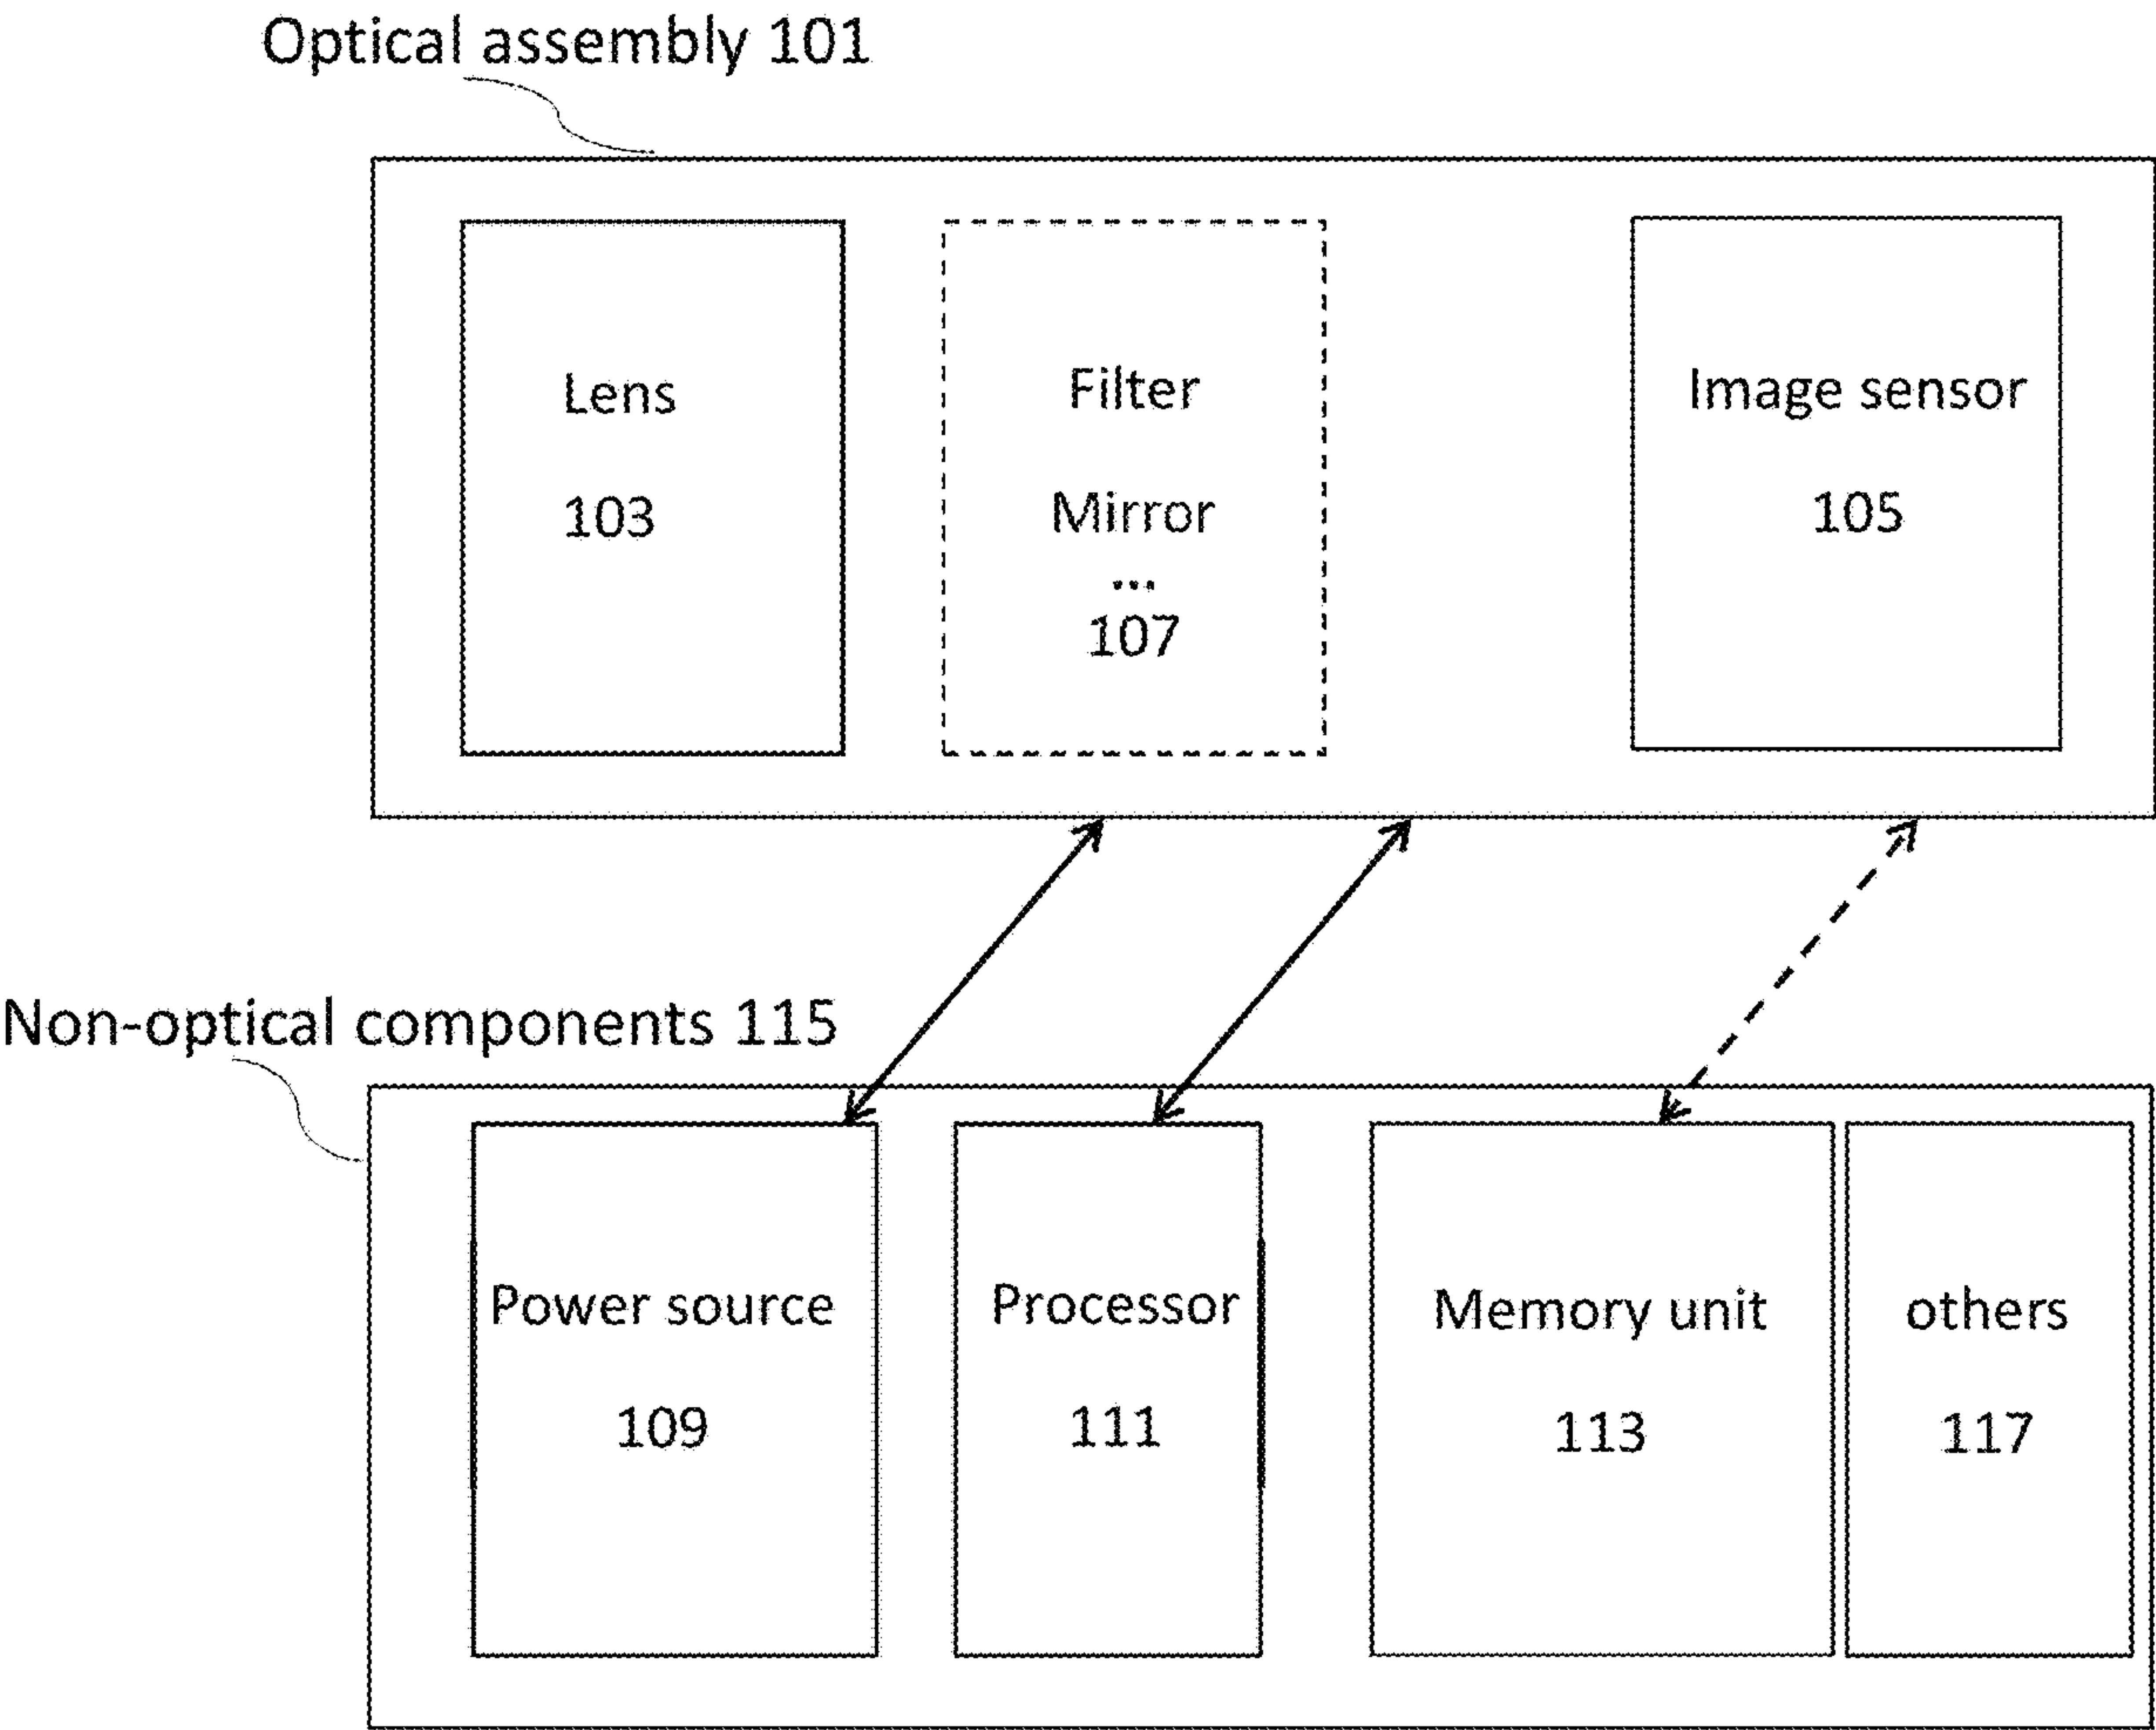 Optical assembly 101
Lens
103
Filter
Mirror
...
107
Image sensor
105
Non-optical components 115
Power source
109
Processor
111
Memory unit
113
others
117